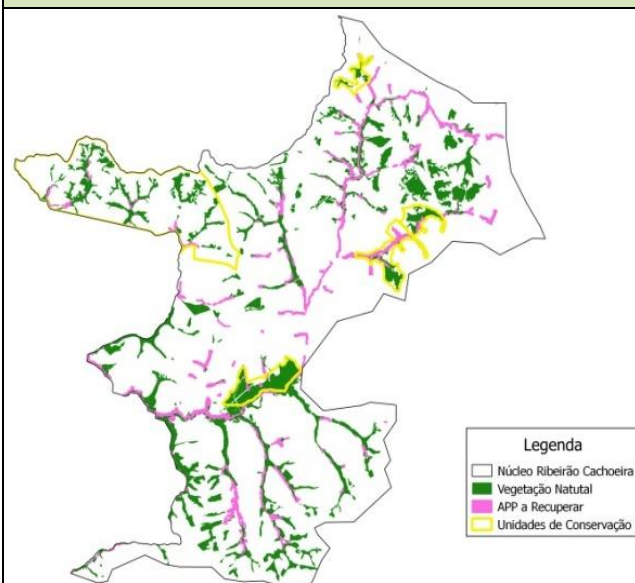 Legenda
Núcleo Ribeirão Cachoeira
Vegetação Natutal
APP a Recuperar
Unidades de Conservação